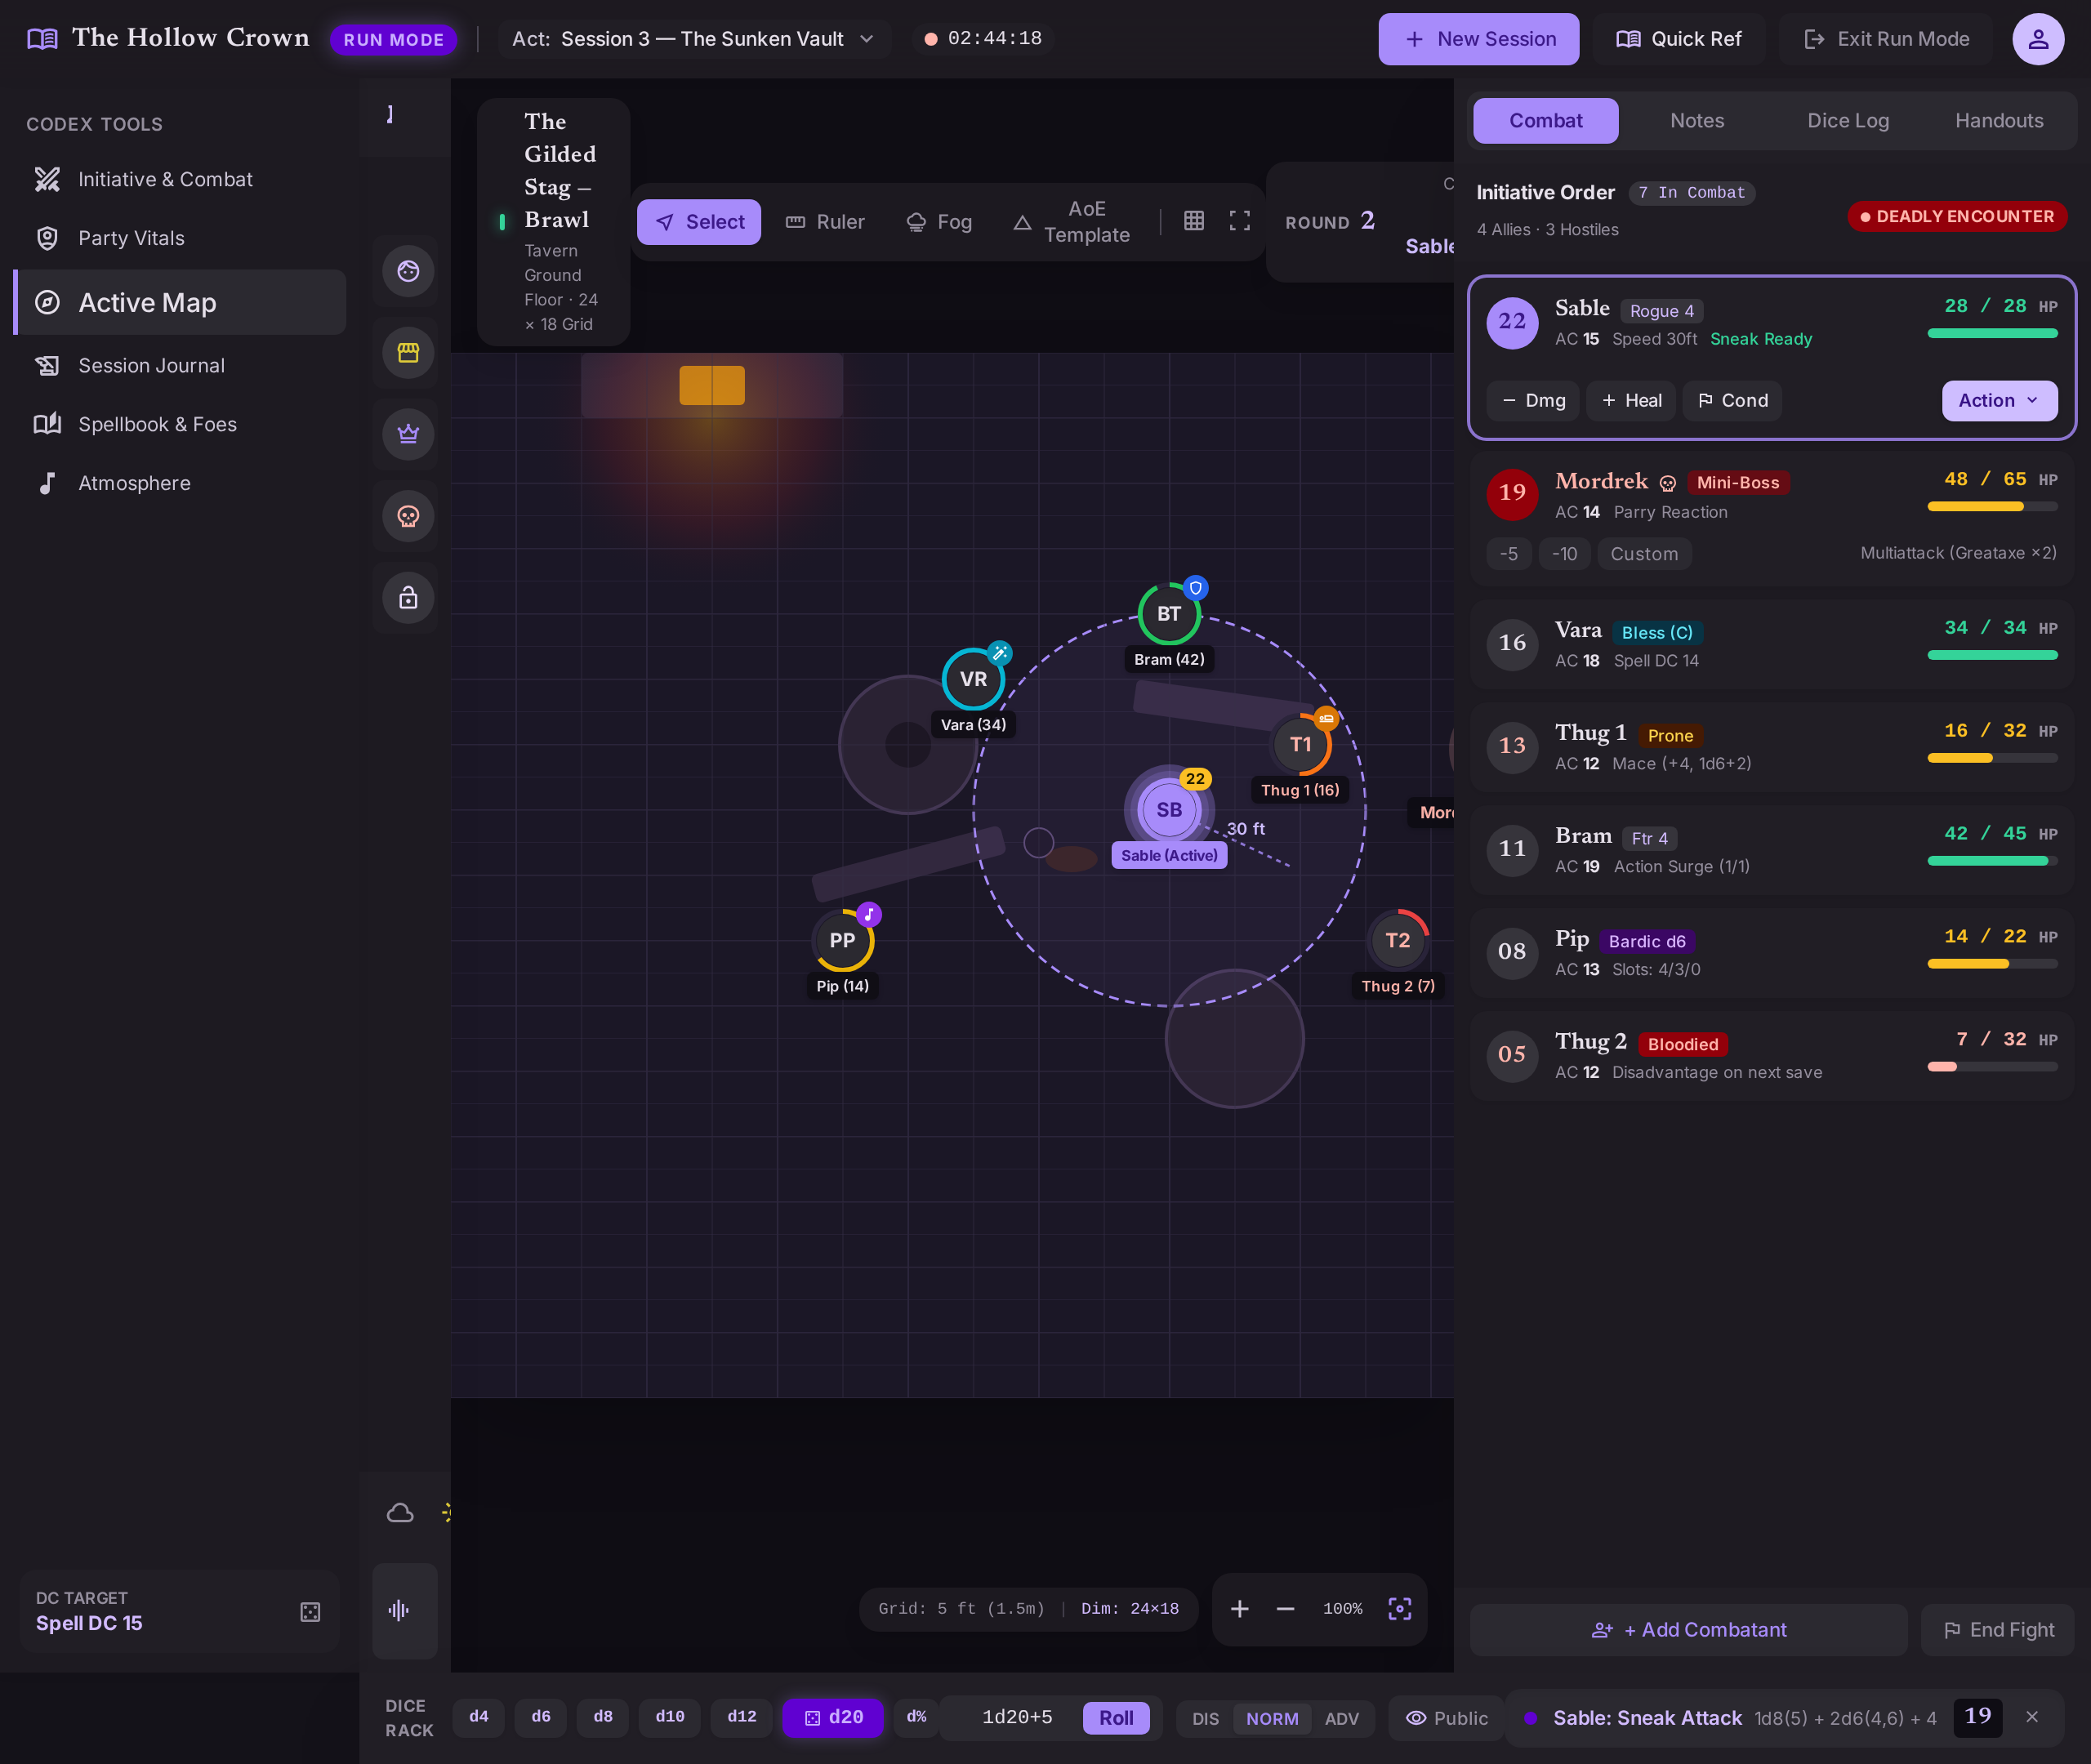 The Hollow Crown
RUN MODE
Act: Session 3 — The Sunken Vault
02:44:18
New Session
Quick Ref
Exit Run Mode
CODEX TOOLS
Initiative & Combat
Party Vitals
Active Map
Session Journal
Spellbook & Foes
Atmosphere
DC TARGET
Spell DC 15
The
Gilded
Stag –
Brawl
Tavern
Ground
Floor · 24
× 18 Grid
Select
Ruler
Fog
AoE
Template
ROUND 2
BT
Bram (42)
VR
Vara (34)
T1
Thug 1 (16)
22
SB
30 ft
Sable (Active)
PP
Pip (14)
T2
Thug 2 (7)
Grid: 5 ft (1.5m) | Dim: 24×18
100%
Combat
Notes
Dice Log
Handouts
Initiative Order
7 In Combat
4 Allies · 3 Hostiles
DEADLY ENCOUNTER
22
Sable
Rogue 4
28 / 28 HP
AC 15 Speed 30ft Sneak Ready
Dmg
Heal
Cond
Action
19
Mordrek
Mini-Boss
48 / 65 HP
AC 14 Parry Reaction
-5
-10
Custom
Multiattack (Greataxe ×2)
16
Vara
Bless (C)
34 / 34 HP
AC 18 Spell DC 14
13
Thug 1
Prone
16 / 32 HP
AC 12 Mace (+4, 1d6+2)
11
Bram
Ftr 4
42 / 45 HP
AC 19 Action Surge (1/1)
08
Pip
Bardic d6
14 / 22 HP
AC 13 Slots: 4/3/0
05
Thug 2
Bloodied
7 / 32 HP
AC 12 Disadvantage on next save
+ Add Combatant
End Fight
DICE
RACK
d4
d6
d8
d10
d12
d20
d%
1d20+5
Roll
DIS
NORM
ADV
Public
Sable: Sneak Attack 1d8(5) + 2d6(4,6) + 4
19